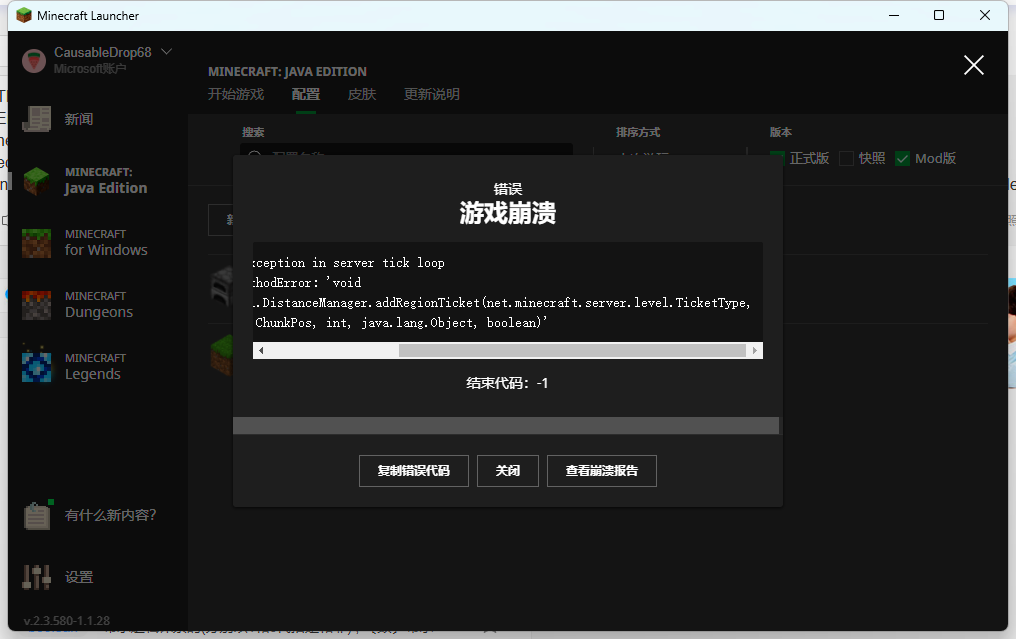 Minecraft Launcher
CausableDrop68
Microsoft账户
MINECRAFT: JAVA EDITION
开始游戏 配置 皮肤 更新说明
新闻
搜索 排序方式 版本
正式版 快照 Mod版
MINECRAFT:
Java Edition
MINECRAFT
for Windows
MINECRAFT
Dungeons
MINECRAFT
Legends
错误
游戏崩溃
ception in server tick loop
hodError: 'void
.DistanceManager.addRegionTicket(net.minecraft.server.level.TicketType,
ChunkPos, int, java.lang.Object, boolean)'
结束代码: -1
复制错误代码 关闭 查看崩溃报告
有什么新内容?
设置
v.2.3.580-1.1.28